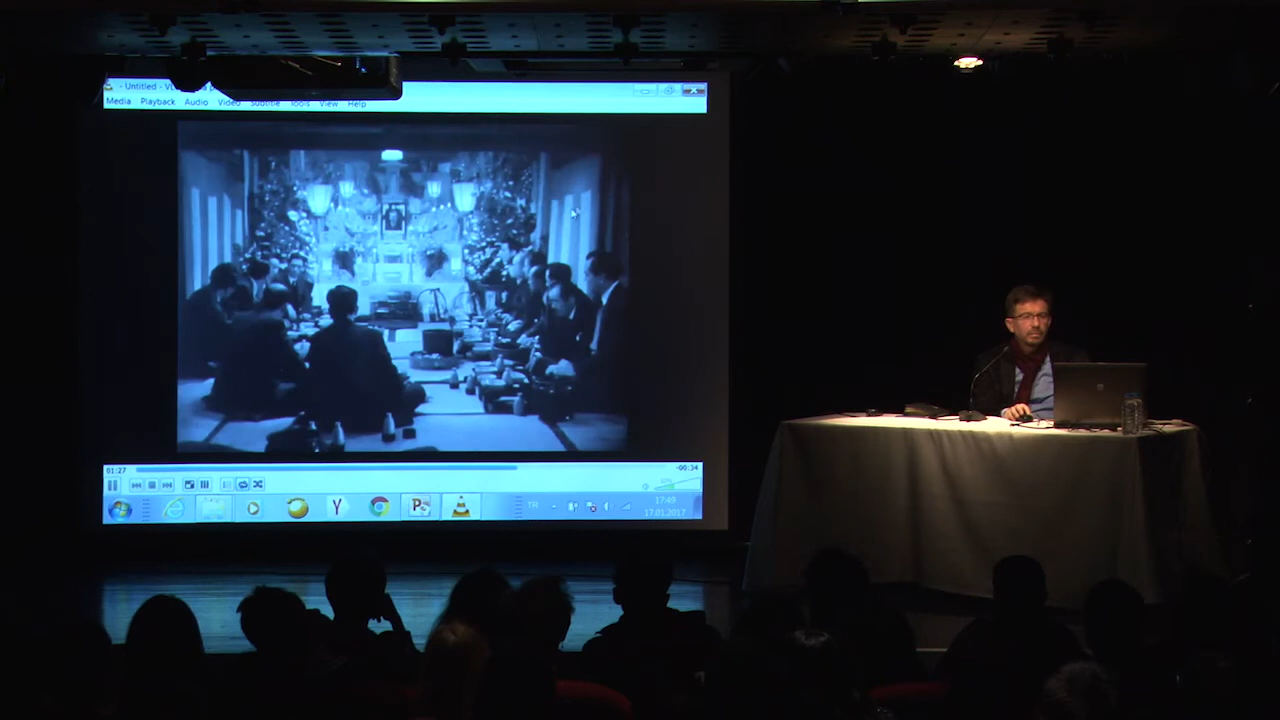 - Untitled - VL
Media Playback Audio Video Subtitle Tools View Help
01:27
-00:34
TR
17:49
17.01.2017